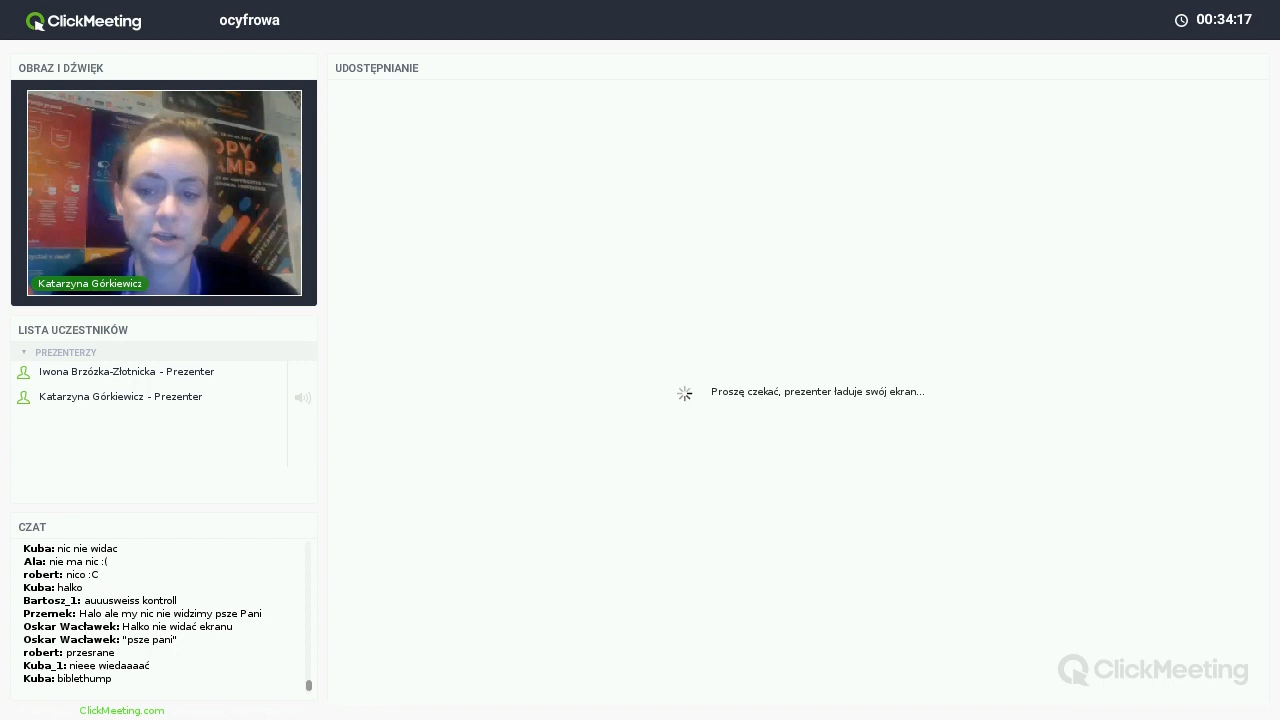 ClickMeeting
ocyfrowa
00:34:17
OBRAZ I DŹWIĘK
UDOSTĘPNIANIE
OPY
AMP
Katarzyna Górkiewicz
LISTA UCZESTNIKÓW
PREZENTERZY
Iwona Brzózka-Złotnicka - Prezenter
Katarzyna Górkiewicz - Prezenter
Proszę czekać, prezenter ładuje swój ekran...
CZAT
Kuba: nic nie widac
Ala: nie ma nic :(
robert: nico :C
Kuba: halko
Bartosz_1: auuusweiss kontroll
Przemek: Halo ale my nic nie widzimy psze Pani
Oskar Wacławek: Halko nie widać ekranu
Oskar Wacławek: "psze pani"
robert: przesrane
Kuba_1: nieee wiedaaaać
Kuba: biblethump
ClickMeeting
ClickMeeting.com